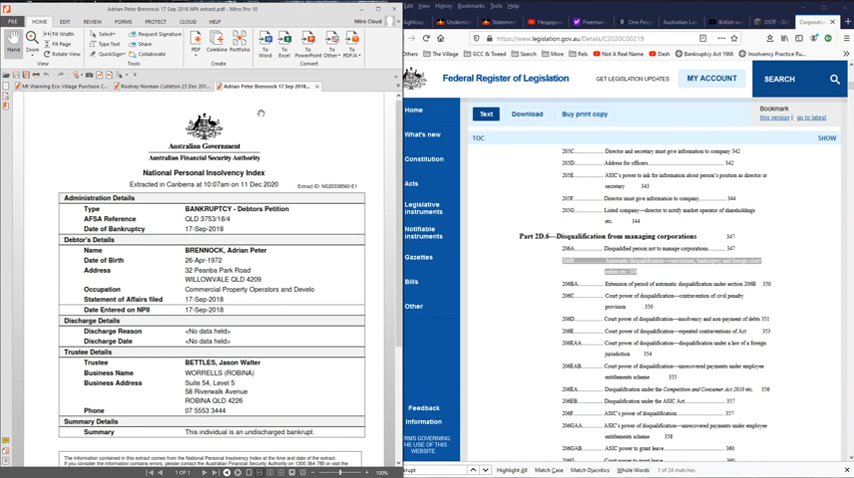 Adrian Peter Brennock 17 Sep 2018 NPI extract.pdf - Nitro Pro 10
HOME EDIT REVIEW FORMS PROTECT CLOUD HELP
Nitro Cloud
Hand
Zoom
Fit Page
Fit Width
Rotate View
Select
Type Text
QuickSign
Request Signature
Share
Collaborate
PDF
Combine
Portfolio
To Word
To Excel
To PowerPoint
To Other
To PDF/A
Mt Warning Eco Village Purchase C...
Rodney Norman Culleton 23 Dec 201...
Adrian Peter Brennock 17 Sep 2018...
Australian Government
Australian Financial Security Authority
National Personal Insolvency Index
Extracted in Canberra at 10:07am on 11 Dec 2020
Administration Details
Type BANKRUPTCY - Debtors Petition
AFSA Reference QLD 3753/18/4
Date of Bankruptcy 17-Sep-2018
Debtor's Details
Name BRENNOCK, Adrian Peter
Date of Birth 26-Apr-1972
Address 32 Peanba Park Road
WILLOWVALE QLD 4209
Occupation Commercial Property Operators and Develo
Statement of Affairs filed 17-Sep-2018
Date Entered on NPII 17-Sep-2018
Discharge Details
Discharge Reason <No data held>
Discharge Date <No data held>
Trustee Details
Trustee BETTLES, Jason Walter
Business Name WORRELLS (ROBINA)
Business Address Suite 54, Level 5
58 Riverwalk Avenue
ROBINA QLD 4226
Phone 07 5553 3444
Summary Details
Summary This individual is an undischarged bankrupt.
The information contained in this extract comes from the National Personal Insolvency Index at the time and date of the extract.
1 OF 1
100%
File Edit View History Bookmarks Tools Help
https://www.legislation.gov.au/Details/C2020C00219
Others
The Village
GCC & Tweed
Search
Rels
Not A Real Name
Dash
Bankruptcy Act 1966
Insolvency Practice Ru...
Federal Register of Legislation
GET LEGISLATION UPDATES
MY ACCOUNT
SEARCH
Home
What's new
Constitution
Acts
Legislative instruments
Notifiable instruments
Gazettes
Bills
Other
Feedback
Information
RMS GOVERNING THE USE OF THIS WEB.
Text
Download
Buy print copy
Bookmark
this version | go to latest
TOC
SHOW
205C Director and secretary must give information to company 342
205D Address for officers 342
205E ASIC's power to ask for information about person's position as director or
secretary 343
205F Director must give information to company 344
205G Listed company—director to notify market operator of shareholdings
etc. 344
Part 2D.6—Disqualification from managing corporations 347
206A Disqualified person not to manage corporations 347
206B Automatic disqualification—convictions, bankruptcy and foreign court
orders etc. 348
206BA Extension of period of automatic disqualification under section 206B 350
206C Court power of disqualification—contravention of civil penalty
provision 350
206D Court power of disqualification—insolvency and non-payment of debts 351
206E Court power of disqualification—repeated contraventions of Act 353
206EAA Court power of disqualification—disqualification under a law of a foreign
jurisdiction 354
206EAB Court power of disqualification—unrecovered payments under employee
entitlements scheme 355
206EA Disqualification under the Competition and Consumer Act 2010 etc. 356
206EB Disqualification under the ASIC Act 357
206F ASIC's power of disqualification 357
206GAA ASIC's power of disqualification—unrecovered payments under employee
entitlements scheme 358
206GAB ASIC power to grant leave 360
krupt
Highlight All Match Case Match Diacritics Whole Words 1 of 24 matches